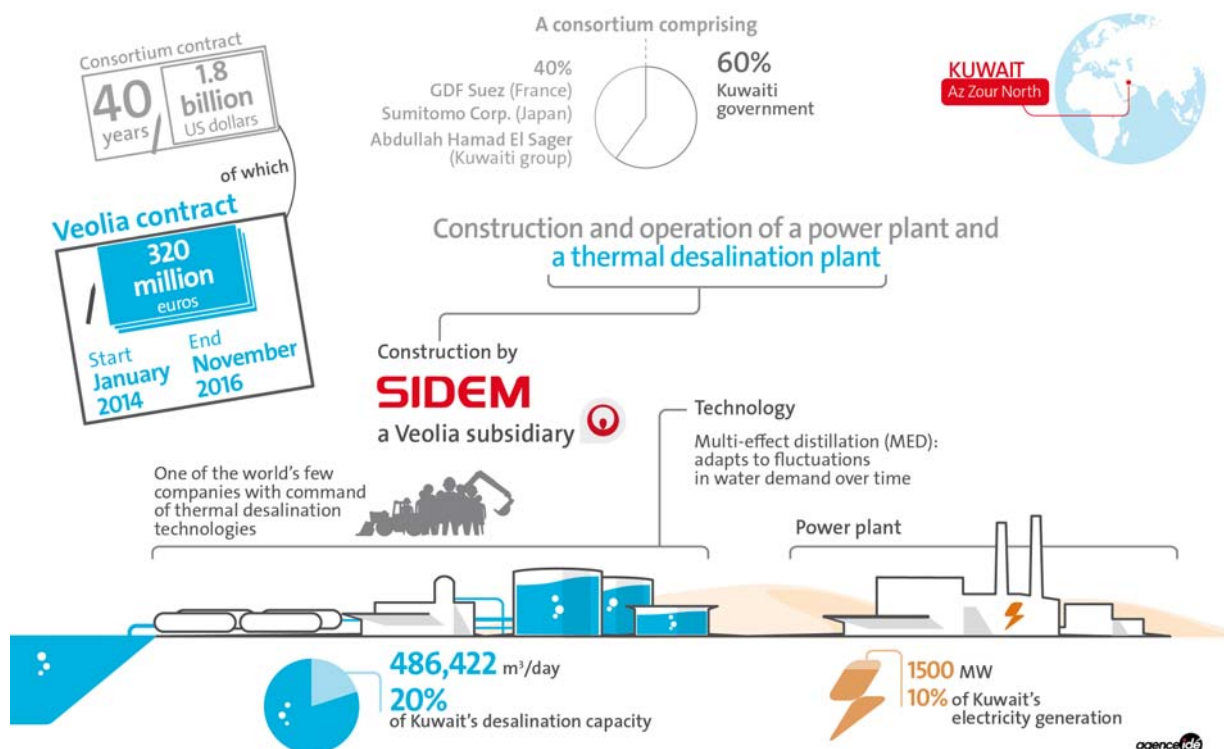 Consortium contract
40
years
1.8
billion
US dollars
of which
Veolia contract
320
million
euros
Start
January
2014
End
November
2016
A consortium comprising
40%
GDF Suez (France)
Sumitomo Corp. (Japan)
Abdullah Hamad El Sager
(Kuwaiti group)
60%
Kuwaiti
government
KUWAIT
Az Zour North
Construction and operation of a power plant and
a thermal desalination plant
Construction by
SIDEM
a Veolia subsidiary
One of the world's few
companies with command
of thermal desalination
technologies
Technology
Multi-effect distillation (MED):
adapts to fluctuations
in water demand over time
Power plant
486,422 m³/day
20%
of Kuwait's desalination capacity
1500 MW
10% of Kuwait's
electricity generation
agence idé